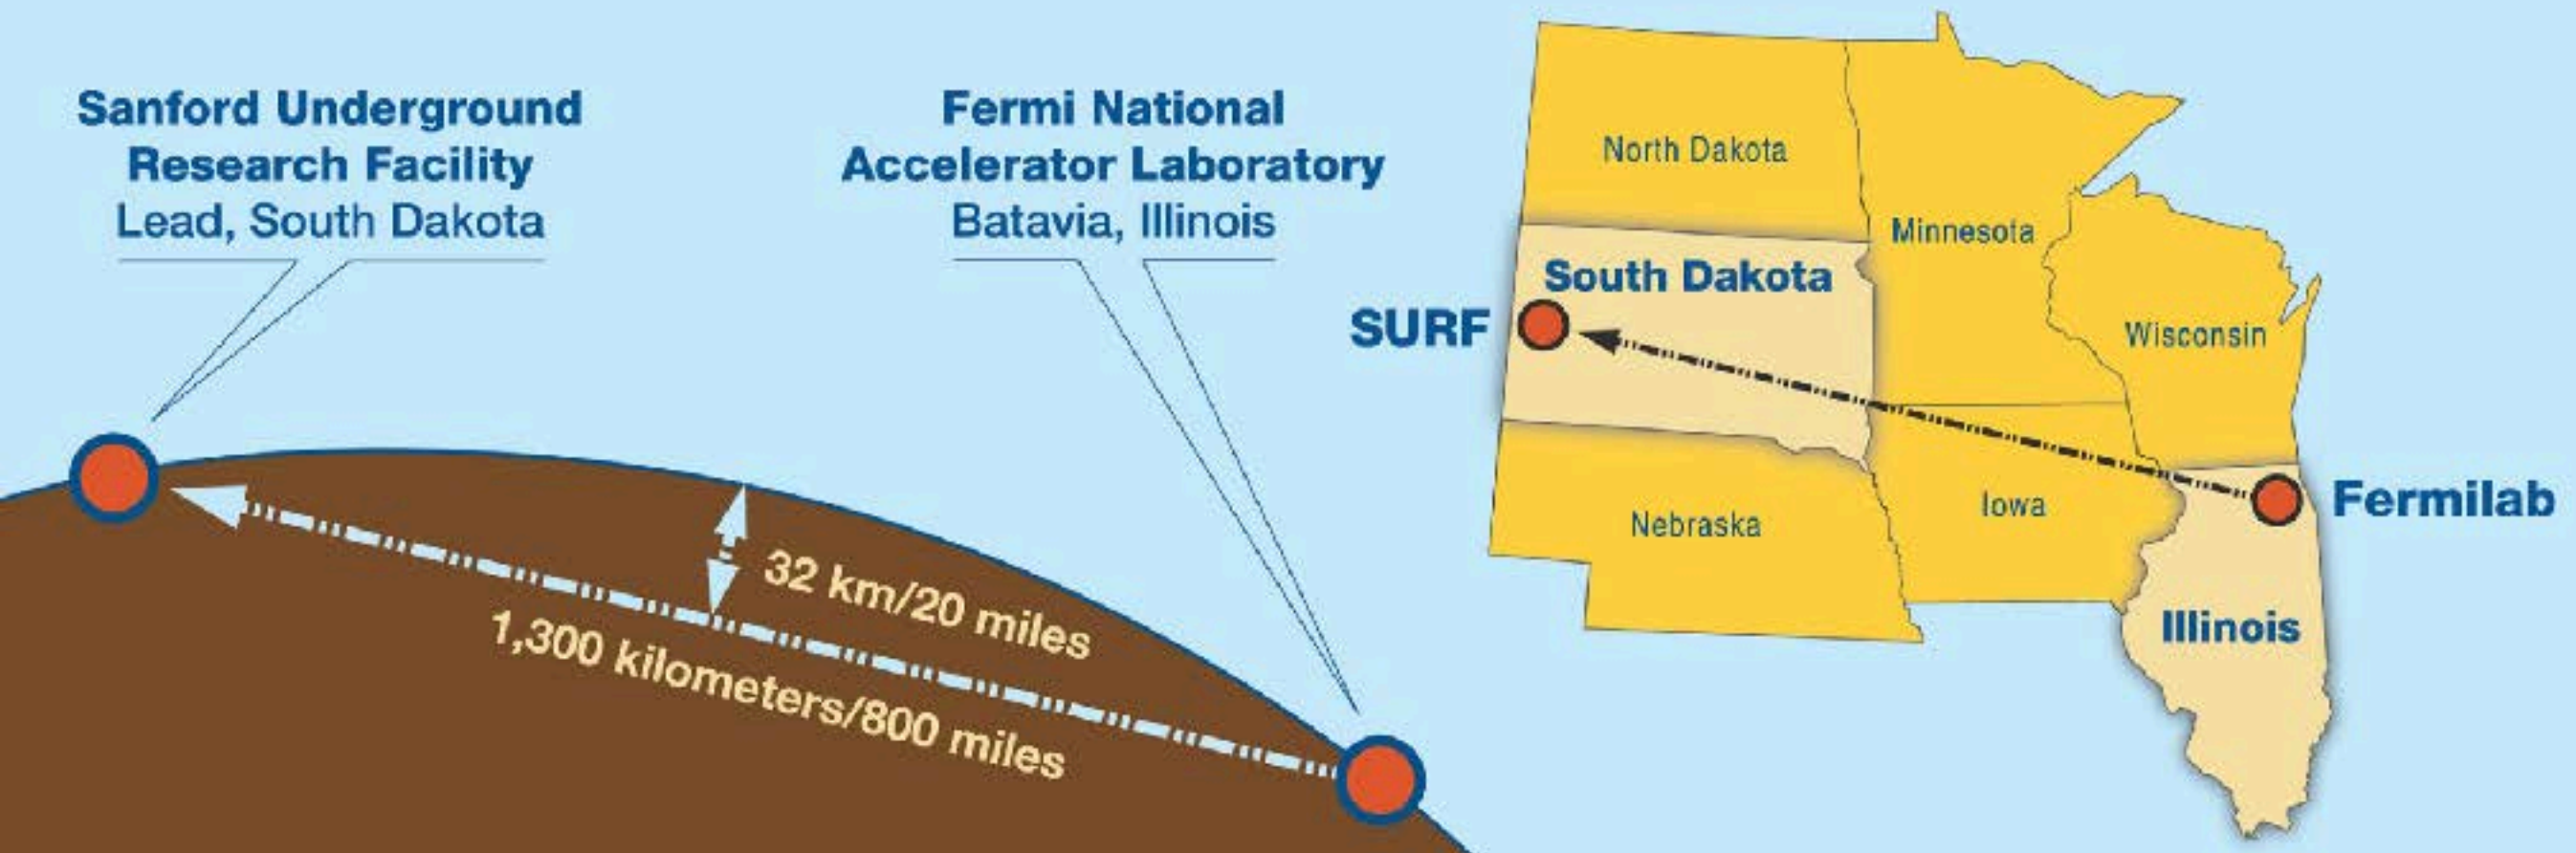 Sanford Underground
Research Facility
Lead, South Dakota
Fermi National
Accelerator Laboratory
Batavia, Illinois
32 km/20 miles
1,300 kilometers/800 miles
North Dakota
Minnesota
South Dakota
SURF
Wisconsin
Nebraska
Iowa
Fermilab
Illinois